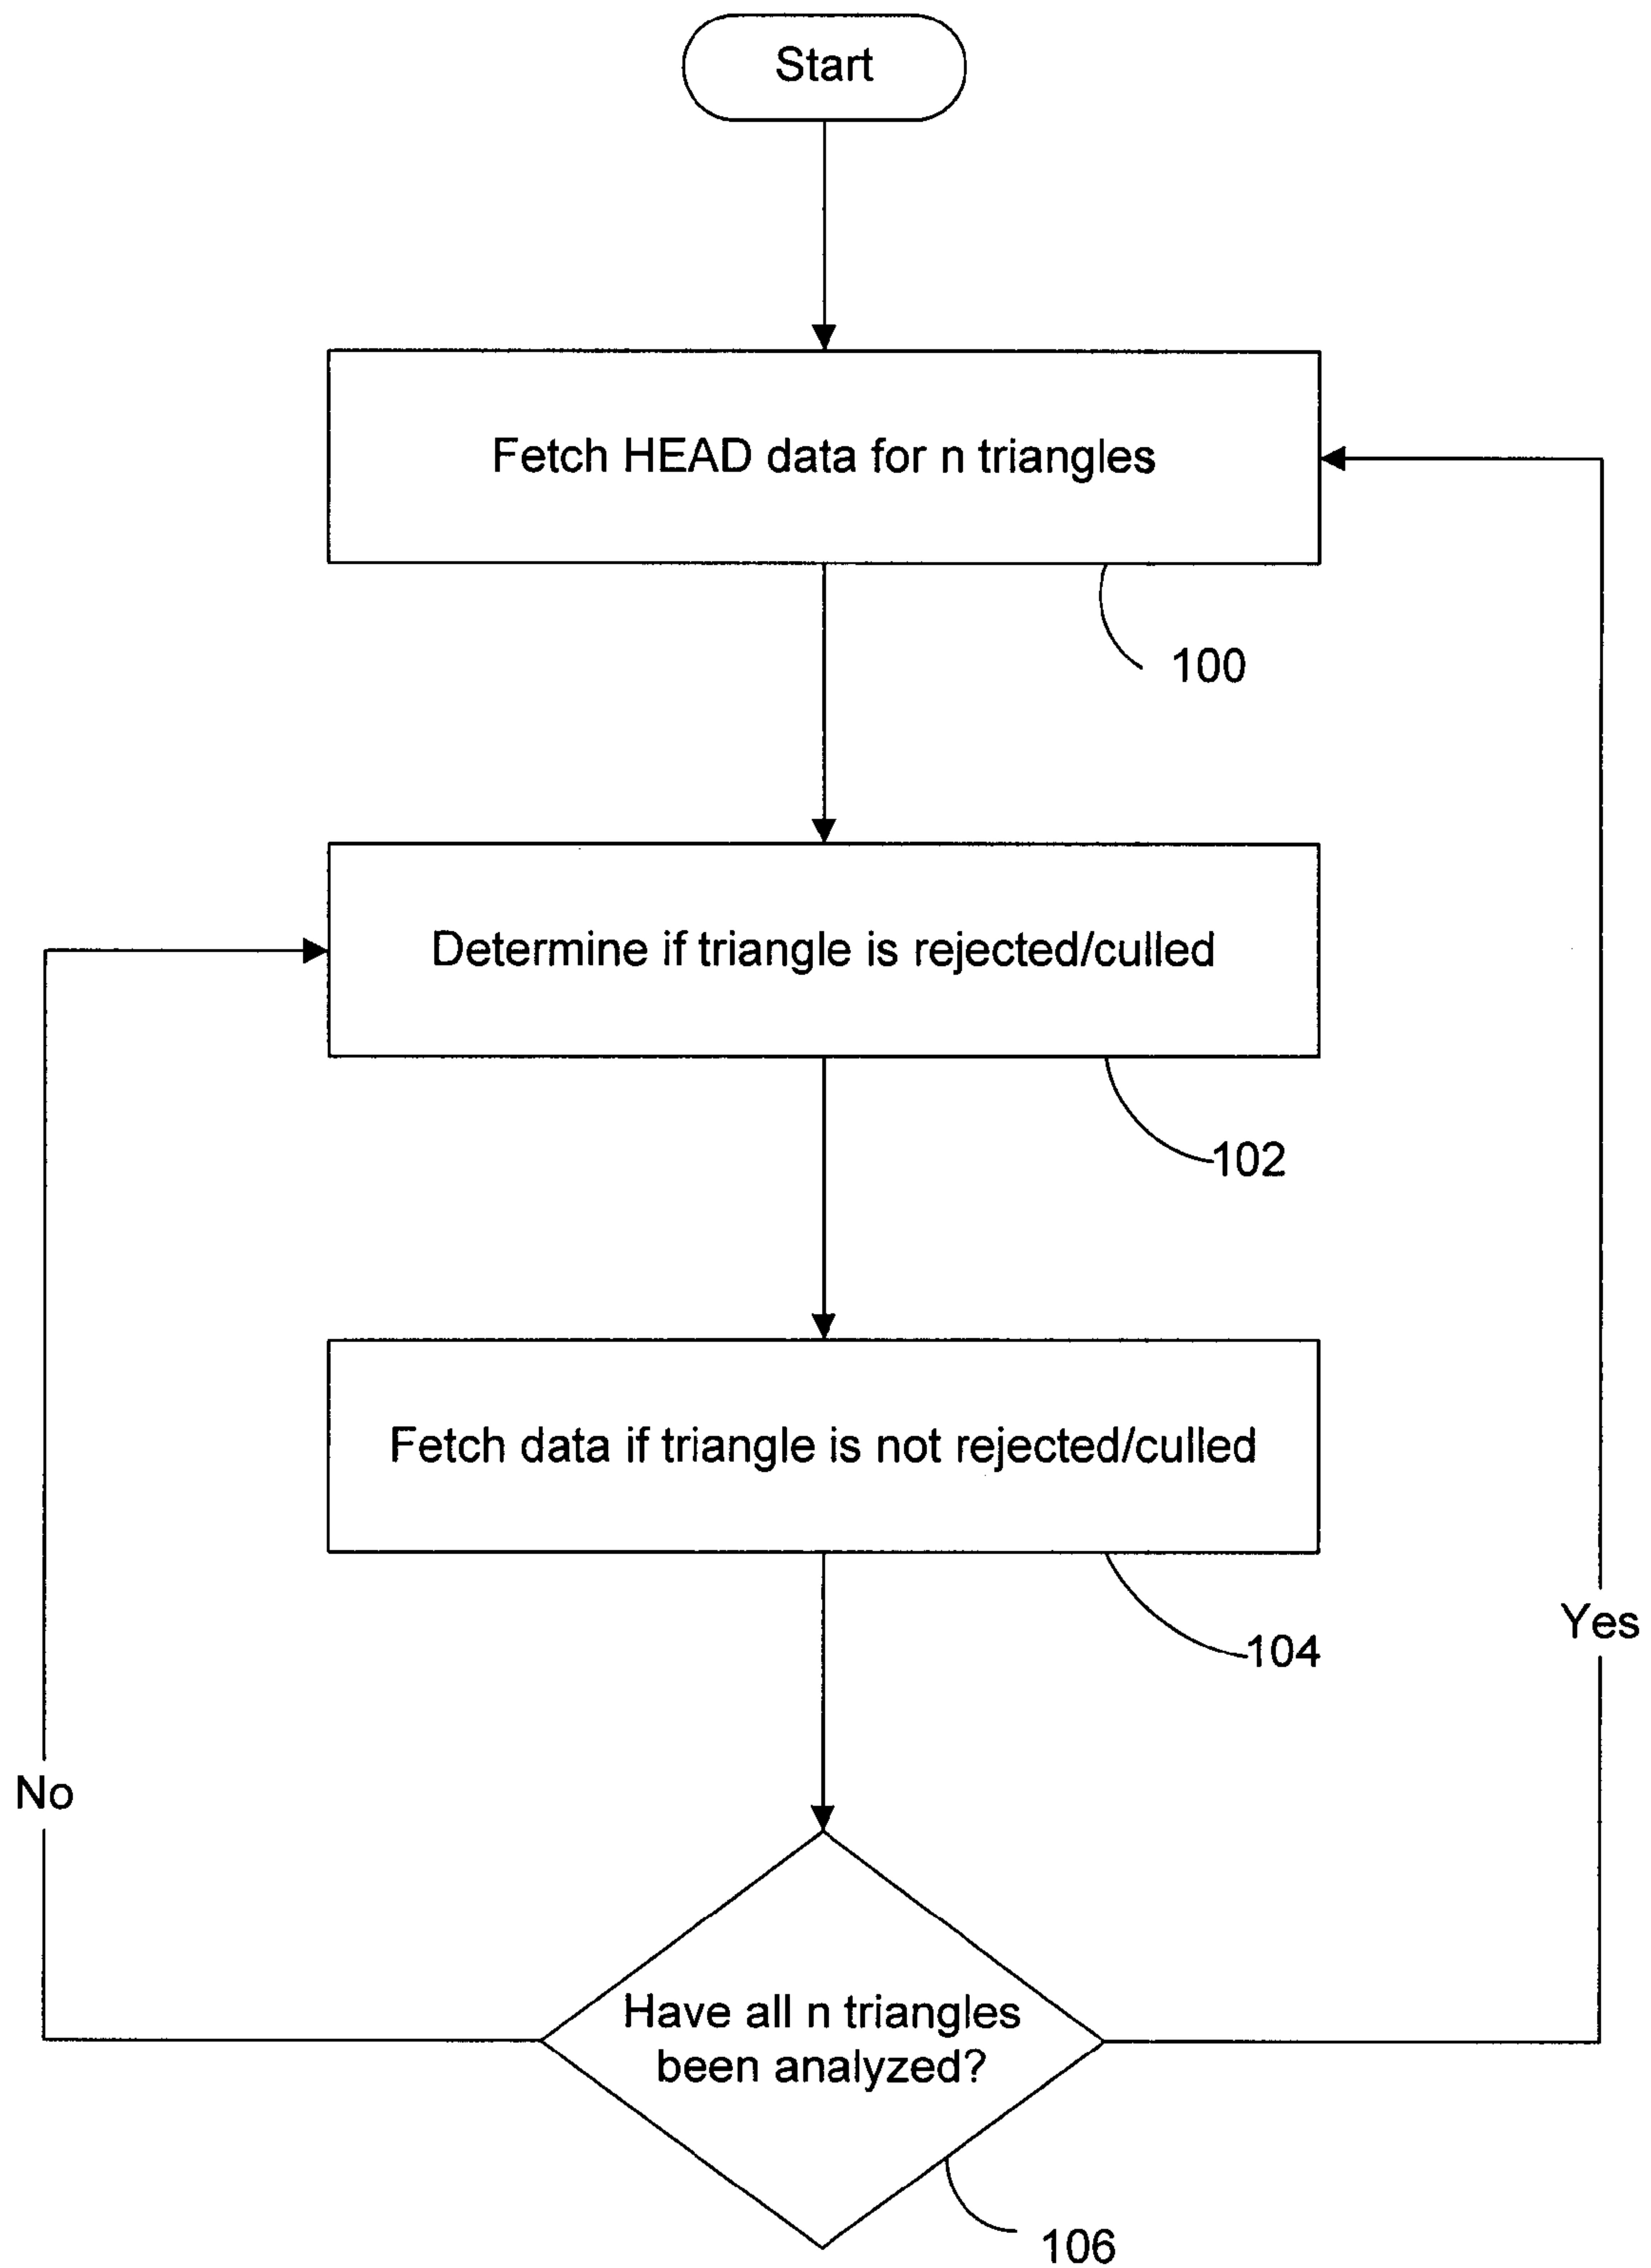 Start
Fetch HEAD data for n triangles
100
Determine if triangle is rejected/culled
102
Fetch data if triangle is not rejected/culled
104
Yes
No
Have all n triangles
been analyzed?
106